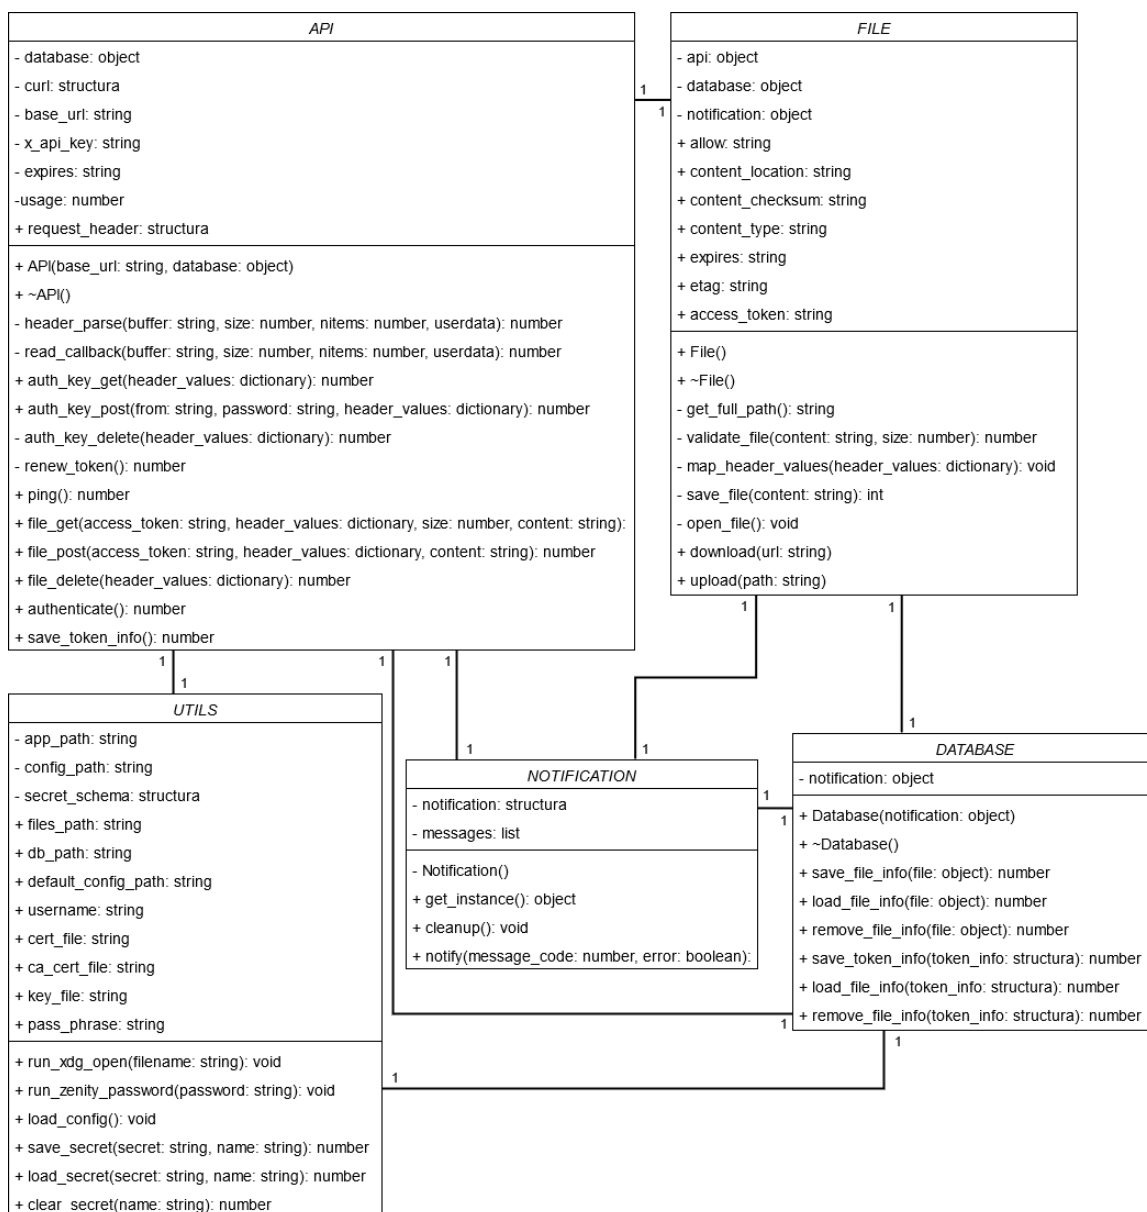 API
- database: object
- curl: structura
- base_url: string
- x_api_key: string
- expires: string
-usage: number
+ request_header: structura
+ API(base_url: string, database: object)
+ ~API()
- header_parse(buffer: string, size: number, nitems: number, userdata): number
- read_callback(buffer: string, size: number, nitems: number, userdata): number
+ auth_key_get(header_values: dictionary): number
+ auth_key_post(from: string, password: string, header_values: dictionary): number
- auth_key_delete(header_values: dictionary): number
- renew_token(): number
+ ping(): number
+ file_get(access_token: string, header_values: dictionary, size: number, content: string):
+ file_post(access_token: string, header_values: dictionary, content: string): number
+ file_delete(header_values: dictionary): number
+ authenticate(): number
+ save_token_info(): number
1
1
FILE
- api: object
- database: object
- notification: object
+ allow: string
+ content_location: string
+ content_checksum: string
+ content_type: string
+ expires: string
+ etag: string
+ access_token: string
+ File()
+ ~File()
- get_full_path(): string
- validate_file(content: string, size: number): number
- map_header_values(header_values: dictionary): void
- save_file(content: string): int
- open_file(): void
+ download(url: string)
+ upload(path: string)
1
1
1
1
1
1
UTILS
- app_path: string
- config_path: string
- secret_schema: structura
+ files_path: string
+ db_path: string
+ default_config_path: string
+ username: string
+ cert_file: string
+ ca_cert_file: string
+ key_file: string
+ pass_phrase: string
+ run_xdg_open(filename: string): void
+ run_zenity_password(password: string): void
+ load_config(): void
+ save_secret(secret: string, name: string): number
+ load_secret(secret: string, name: string): number
+ clear_secret(name: string): number
1
1
NOTIFICATION
- notification: structura
- messages: list
- Notification()
+ get_instance(): object
+ cleanup(): void
+ notify(message_code: number, error: boolean):
1
1
1
DATABASE
- notification: object
+ Database(notification: object)
+ ~Database()
+ save_file_info(file: object): number
+ load_file_info(file: object): number
+ remove_file_info(file: object): number
+ save_token_info(token_info: structura): number
+ load_file_info(token_info: structura): number
+ remove_file_info(token_info: structura): number
1
1
1